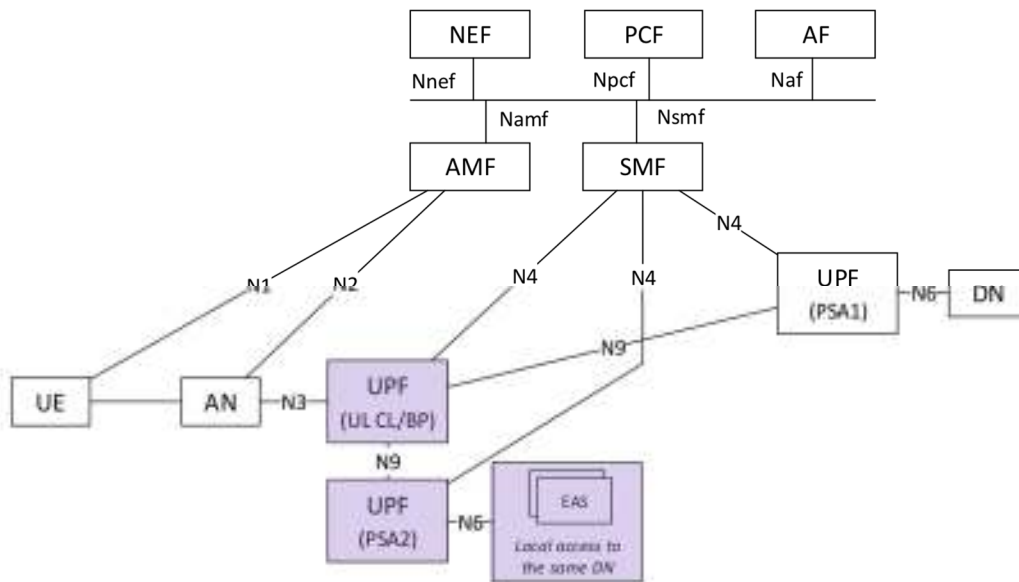 NEF
PCF
AF
Nnef
Npcf
Naf
Namf
Nsmf
AMF
SMF
N4
N1
N2
N4
N4
UPF
(PSA1)
N6
DN
N9
UE
AN
N3
UPF
(UL CL/BP)
N9
UPF
(PSA2)
N6
EAS
Local access to
the same DN